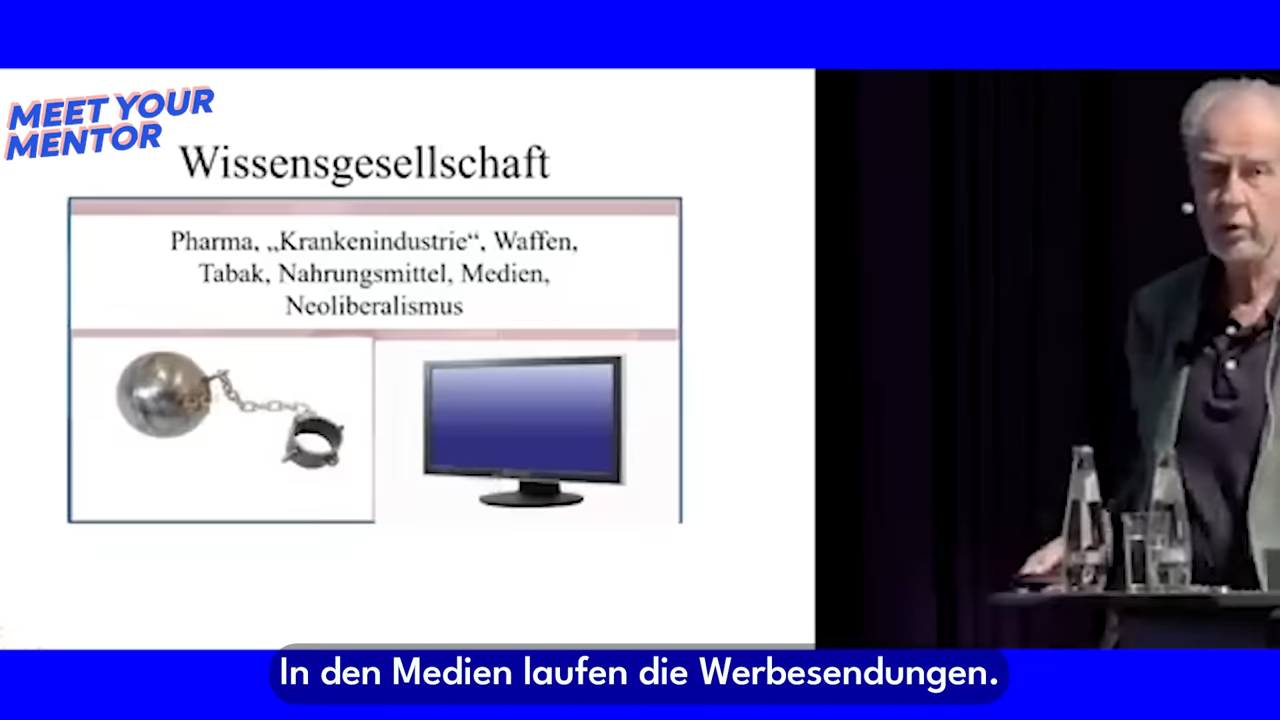 MEET YOUR
MENTOR
Wissensgesellschaft
Pharma, „Krankenindustrie“, Waffen,
Tabak, Nahrungsmittel, Medien,
Neoliberalismus
In den Medien laufen die Werbesendungen.